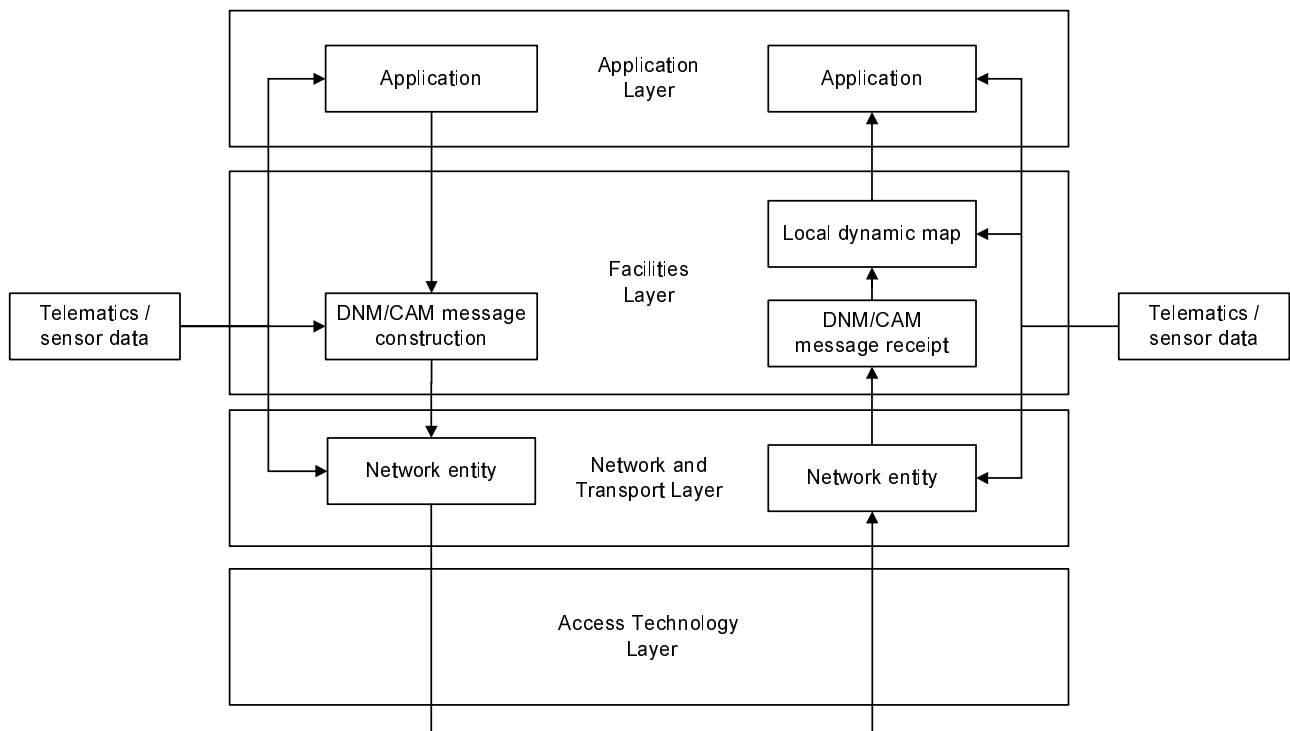 Application
Application
Layer
Application
Local dynamic map
Facilities
Layer
Telematics /
sensor data
DNM/CAM message
construction
DNM/CAM
message receipt
Telematics /
sensor data
Network entity
Network and
Transport Layer
Network entity
Access Technology
Layer